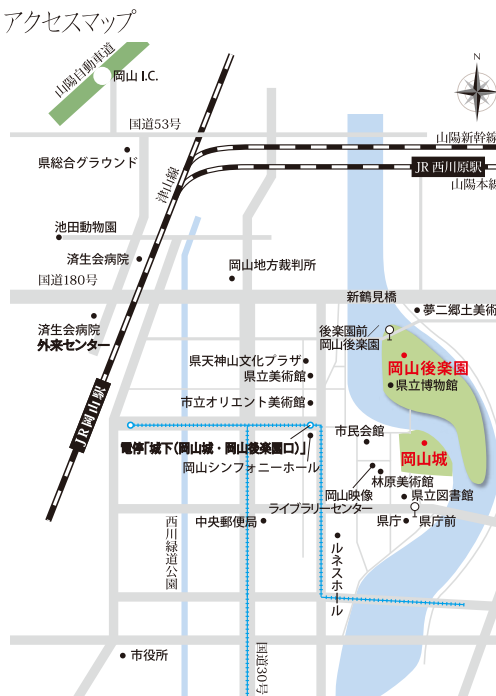 アクセスマップ
山陽自動車道
岡山 I.C.
N
国道53号
山陽新幹線
県総合グラウンド
津山線
JR 西川原駅
山陽本線
池田動物園
済生会病院
岡山地方裁判所
国道180号
新鶴見橋
夢二郷土美術
済生会病院
外来センター
後楽園前／
岡山後楽園
県天神山文化プラザ
岡山後楽園
県立美術館
県立博物館
JR岡山駅
市立オリエント美術館
電停「城下(岡山城・岡山後楽園口)」
市民会館
岡山城
岡山シンフォニーホール
林原美術館
岡山映像
ライブラリーセンター
県立図書館
西川緑道公園
中央郵便局
県庁
県庁前
ルネスホール
市役所
国道30号